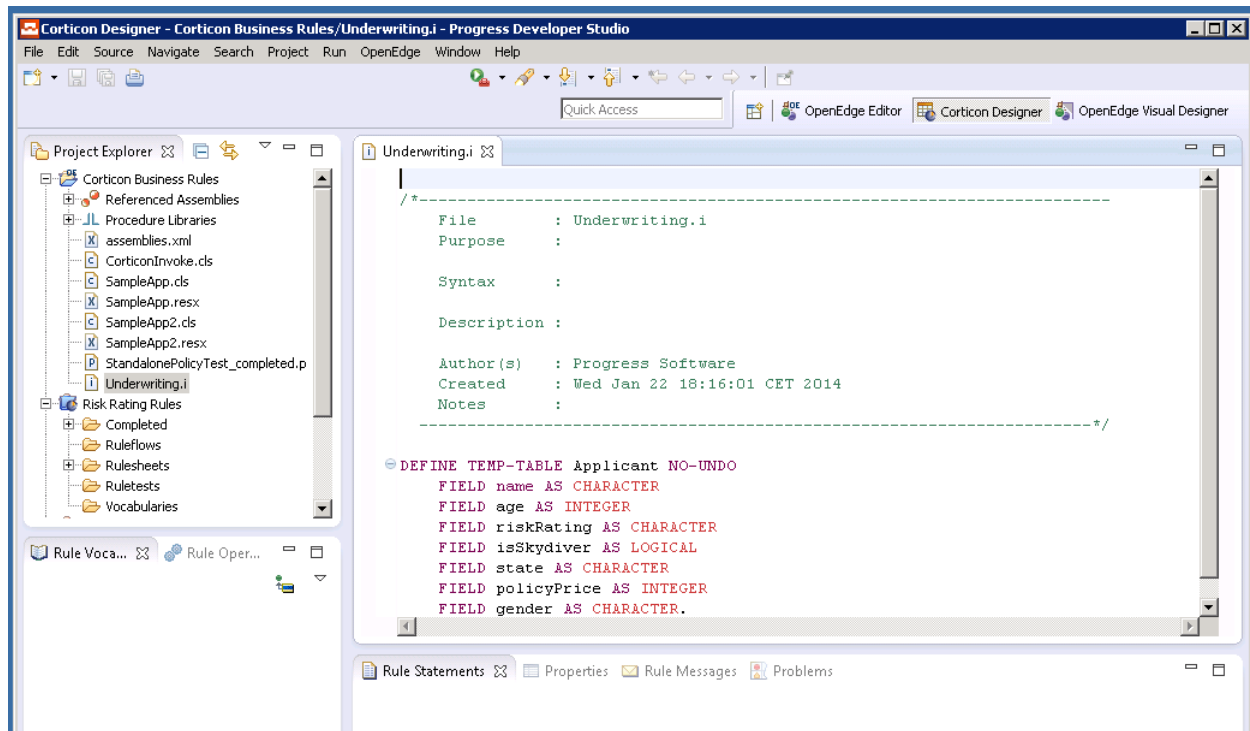 Corticon Designer - Corticon Business Rules/Underwriting.i - Progress Developer Studio
File Edit Source Navigate Search Project Run OpenEdge Window Help
Quick Access
OpenEdge Editor
Corticon Designer
OpenEdge Visual Designer
Project Explorer
Corticon Business Rules
Referenced Assemblies
Procedure Libraries
assemblies.xml
CorticonInvoke.cls
SampleApp.cls
SampleApp.resx
SampleApp2.cls
SampleApp2.resx
StandalonePolicyTest_completed.p
Underwriting.i
Risk Rating Rules
Completed
Ruleflows
Rulesheets
Ruletests
Vocabularies
Rule Voca...
Rule Oper...
Underwriting.i
/*------------------------------------------------------------------------
File : Underwriting.i
Purpose :
Syntax :
Description :
Author(s) : Progress Software
Created : Wed Jan 22 18:16:01 CET 2014
Notes :
----------------------------------------------------------------------*/
DEFINE TEMP-TABLE Applicant NO-UNDO
FIELD name AS CHARACTER
FIELD age AS INTEGER
FIELD riskRating AS CHARACTER
FIELD isSkydiver AS LOGICAL
FIELD state AS CHARACTER
FIELD policyPrice AS INTEGER
FIELD gender AS CHARACTER.
Rule Statements
Properties
Rule Messages
Problems